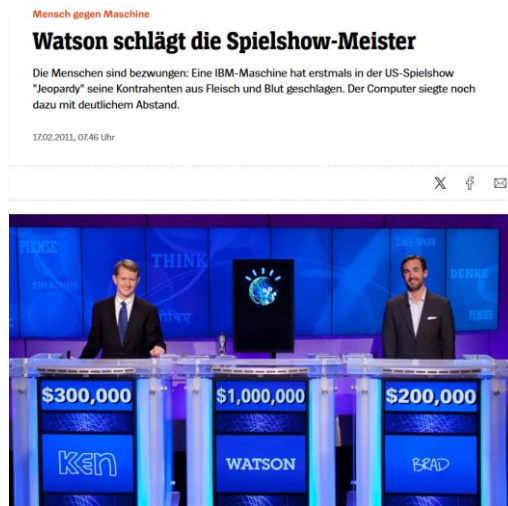 Mensch gegen Maschine
Watson schlägt die Spielshow-Meister
Die Menschen sind bezwungen: Eine IBM-Maschine hat erstmals in der US-Spielshow
"Jeopardy" seine Kontrahenten aus Fleisch und Blut geschlagen. Der Computer siegte noch
dazu mit deutlichem Abstand.
17.02.2011, 07.46 Uhr
PIENSE
THINK
DENKE
$300,000
$1,000,000
$200,000
Ken
WATSON
BRAD